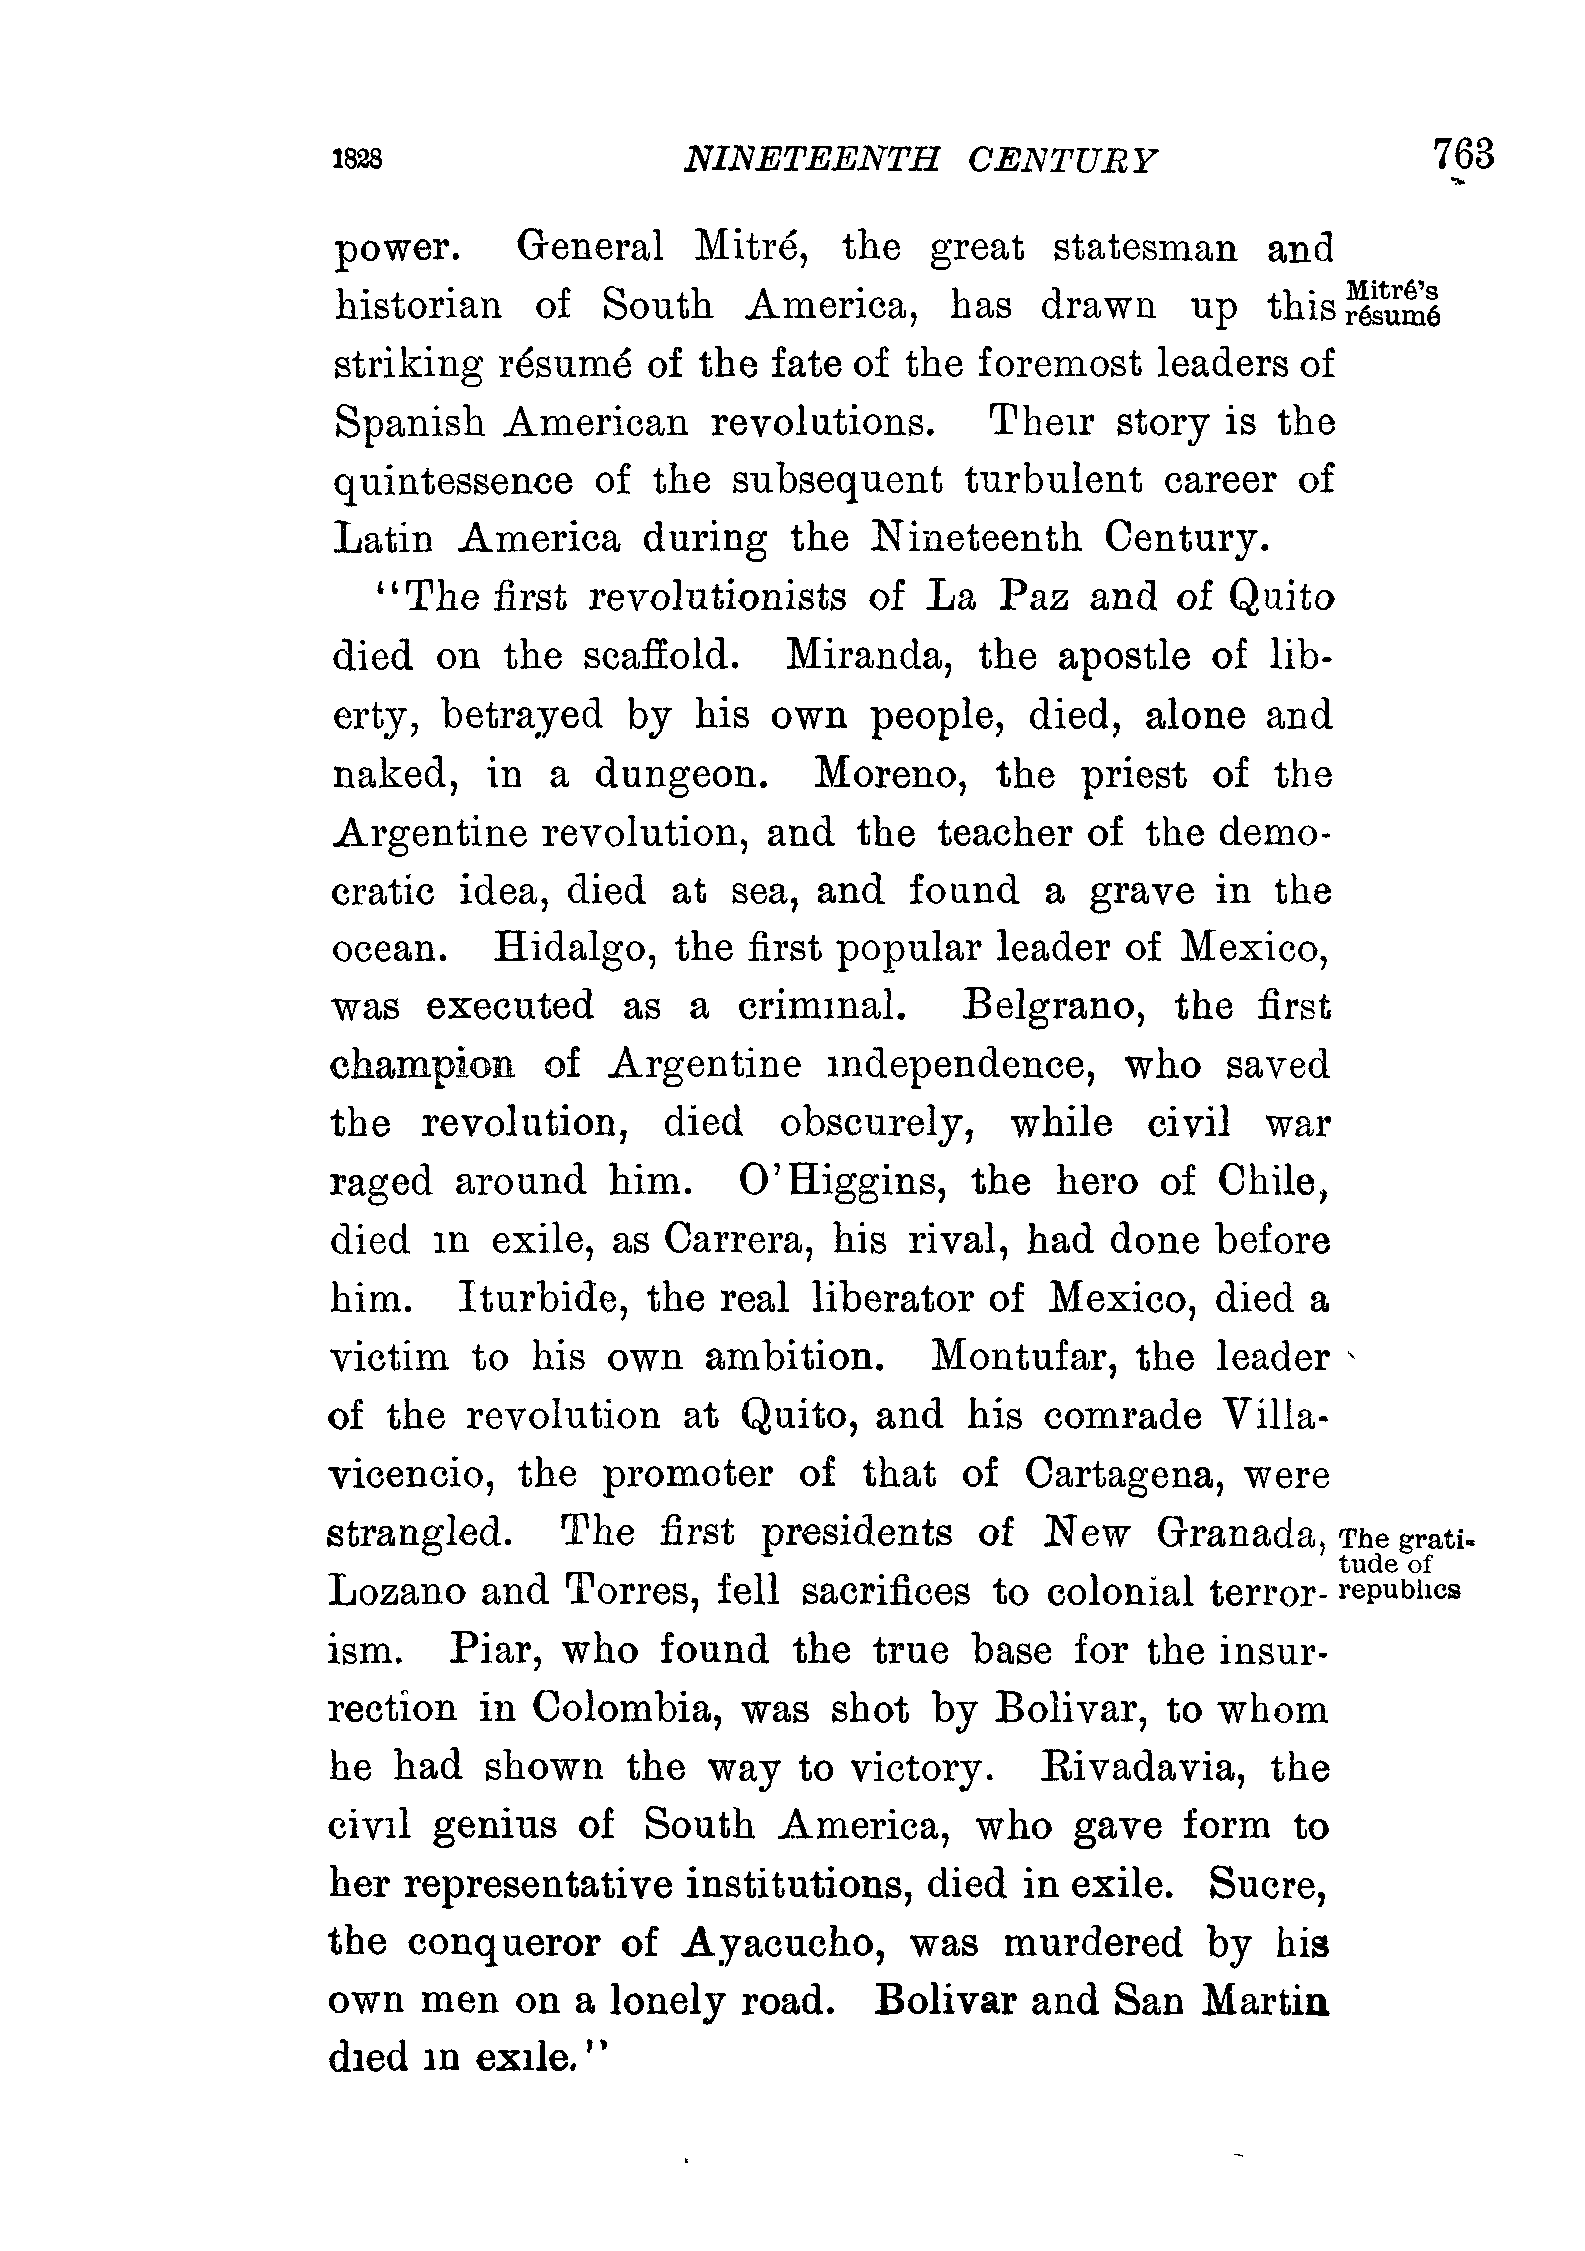 1828 NINETEENTH CENTURY 763
power. General Mitré, the great statesman and
historian of South America, has drawn up this
Mitré's
résumé
striking résumé of the fate of the foremost leaders of
Spanish American revolutions. Their story is the
quintessence of the subsequent turbulent career of
Latin America during the Nineteenth Century.
"The first revolutionists of La Paz and of Quito
died on the scaffold. Miranda, the apostle of lib-
erty, betrayed by his own people, died, alone and
naked, in a dungeon. Moreno, the priest of the
Argentine revolution, and the teacher of the demo-
cratic idea, died at sea, and found a grave in the
ocean. Hidalgo, the first popular leader of Mexico,
was executed as a criminal. Belgrano, the first
champion of Argentine independence, who saved
the revolution, died obscurely, while civil war
raged around him. O'Higgins, the hero of Chile,
died in exile, as Carrera, his rival, had done before
him. Iturbide, the real liberator of Mexico, died a
victim to his own ambition. Montufar, the leader
of the revolution at Quito, and his comrade Villa-
vicencio, the promoter of that of Cartagena, were
strangled. The first presidents of New Granada,
The grati-
tude of
republics
Lozano and Torres, fell sacrifices to colonial terror-
ism. Piar, who found the true base for the insur-
rection in Colombia, was shot by Bolivar, to whom
he had shown the way to victory. Rivadavia, the
civil genius of South America, who gave form to
her representative institutions, died in exile. Sucre,
the conqueror of Ayacucho, was murdered by his
own men on a lonely road. Bolivar and San Martin
died in exile."